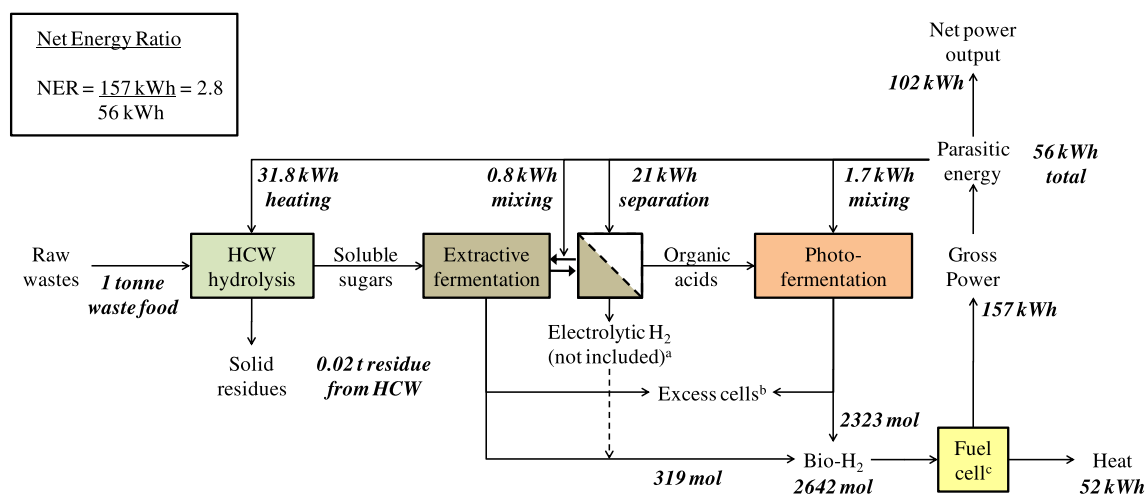 Net Energy Ratio
NER = 157 kWh = 2.8
56 kWh
Net power
output
102 kWh
Parasitic
energy
56 kWh
total
31.8 kWh
heating
0.8 kWh
mixing
21 kWh
separation
1.7 kWh
mixing
Raw
wastes
1 tonne
waste food
HCW
hydrolysis
Soluble
sugars
Extractive
fermentation
Organic
acids
Photo-
fermentation
Gross
Power
157 kWh
Electrolytic H₂
(not included)ᵃ
Solid
residues
0.02 t residue
from HCW
Excess cellsᵇ
2323 mol
319 mol
Bio-H₂
2642 mol
Fuel
cellᶜ
Heat
52 kWh